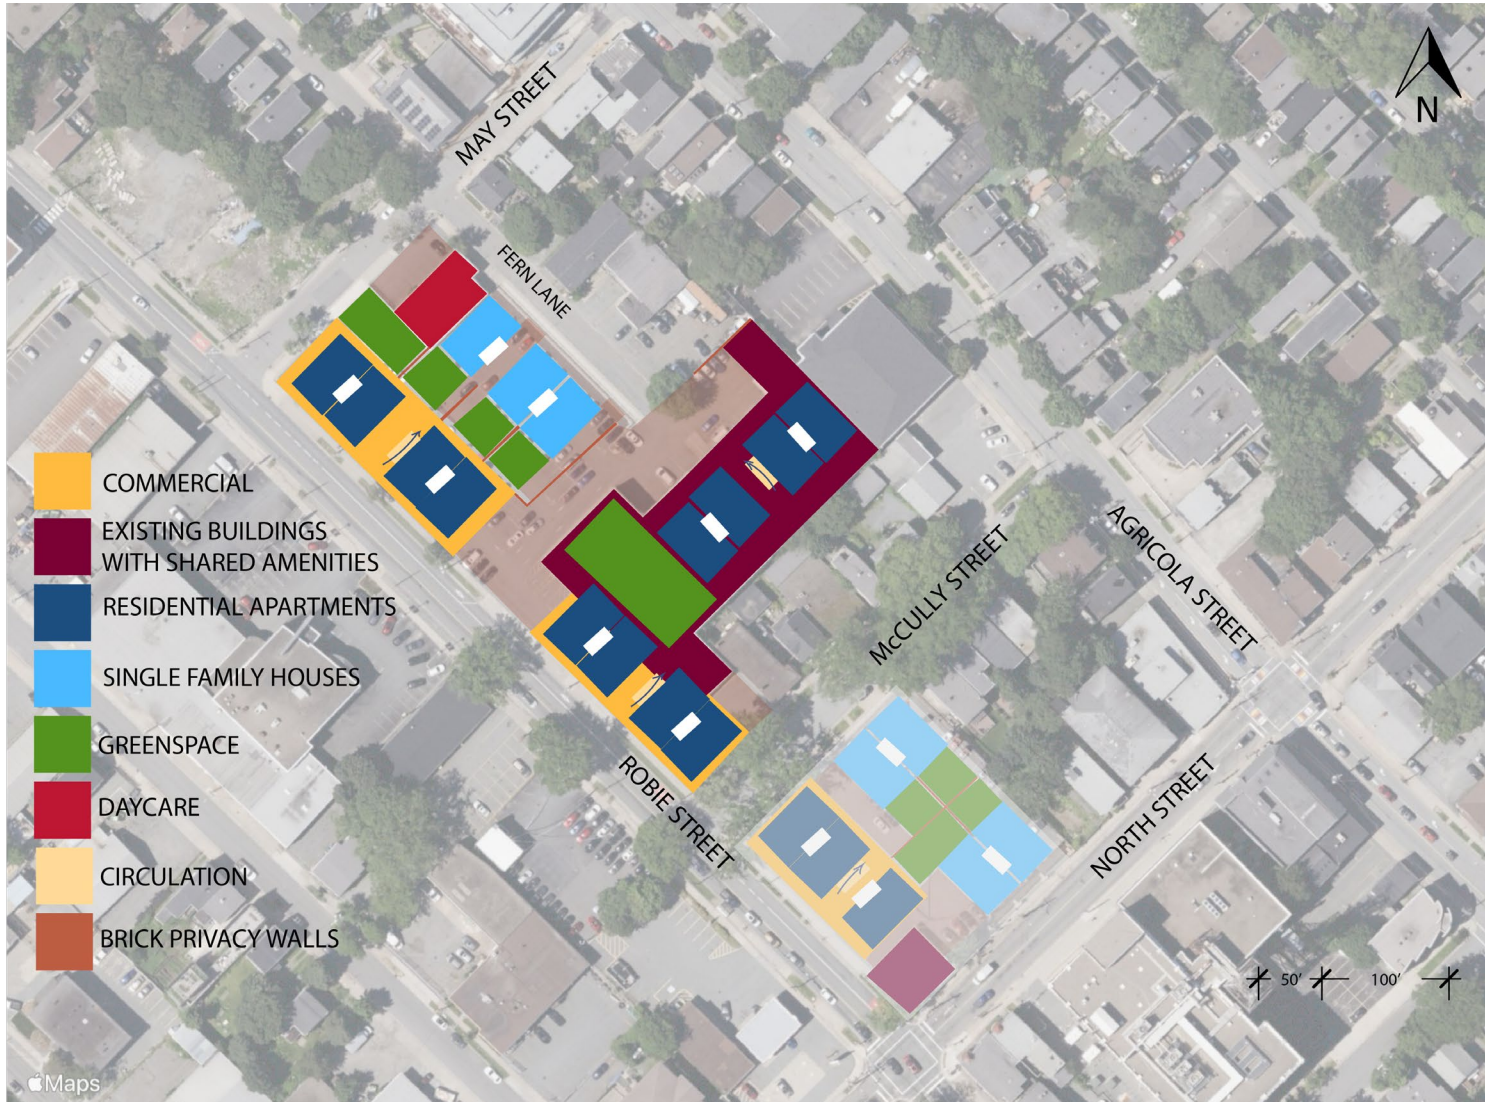 N
MAY STREET
FERN LANE
COMMERCIAL
EXISTING BUILDINGS
WITH SHARED AMENITIES
RESIDENTIAL APARTMENTS
SINGLE FAMILY HOUSES
GREENSPACE
DAYCARE
CIRCULATION
BRICK PRIVACY WALLS
McCULLY STREET
AGRICOLA STREET
ROBIE STREET
NORTH STREET
50'
100'
Maps